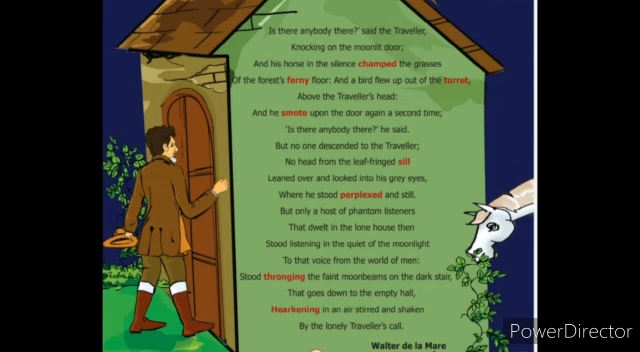 Is there anybody there?' said the Traveller,
Knocking on the moonlit door;
And his horse in the silence champed the grasses
Of the forest's ferny floor: And a bird flew up out of the turret,
Above the Traveller's head:
And he smote upon the door again a second time;
'Is there anybody there?' he said.
But no one descended to the Traveller;
No head from the leaf-fringed sill
Leaned over and looked into his grey eyes,
Where he stood perplexed and still.
But only a host of phantom listeners
That dwelt in the lone house then
Stood listening in the quiet of the moonlight
To that voice from the world of men:
Stood thronging the faint moonbeams on the dark stair,
That goes down to the empty hall,
Hearkening in an air stirred and shaken
By the lonely Traveller's call.
Walter de la Mare
PowerDirector